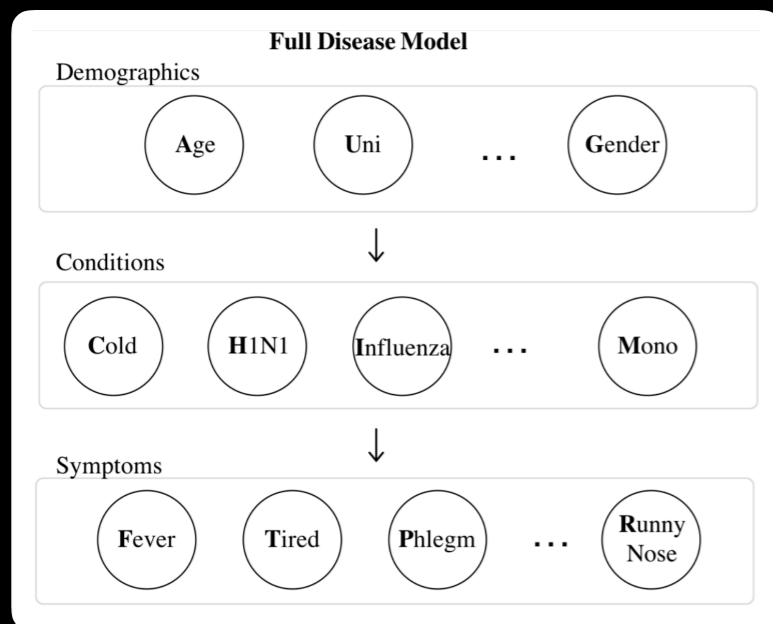 Full Disease Model
Demographics
Age Uni ... Gender
Conditions
Cold H1N1 Influenza ... Mono
Symptoms
Fever Tired Phlegm ... Runny
Nose